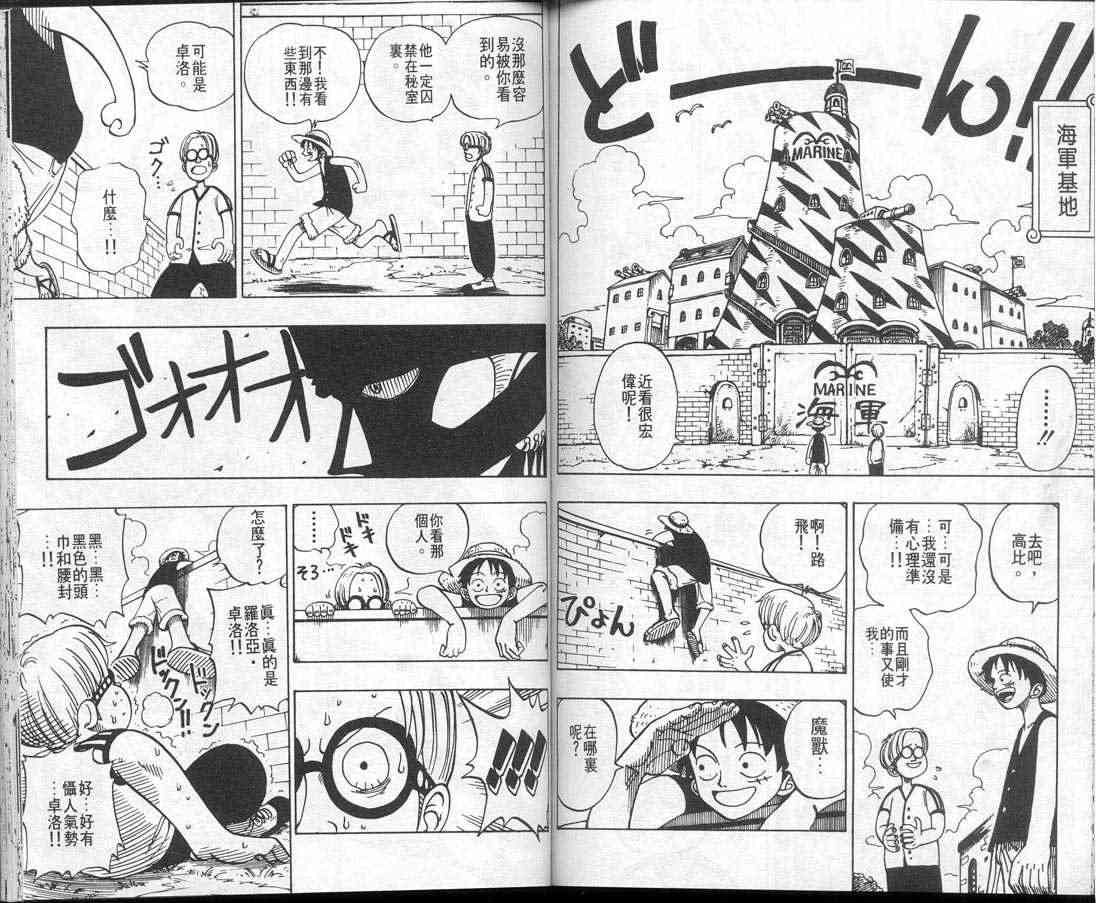 海軍基地
どーん!!
MARINE
MARINE
海軍
………!!
近看很宏
偉呢!
去吧,
高比。
可…可是
…我還沒
有心理準
備…!!
而且剛才
的事又使
我…
啊!路
飛!
ぴょん
魔獸…
在哪裏
呢?
沒那麼容
易被你看
到的。
他一定囚
禁在秘室
裏。
不!我看
到那邊有
些東西!!
可能是
卓洛。
ゴク…
什麼…!!
ゴオオオオ
你看那
個人。
……
ドキ
ドキ
そろ…
!!!!
怎麼了?
眞…眞的是
羅洛亞.
卓洛!!
黑…黑…
黑色的頭
巾和腰封
…!!
ドックン
ドックン!!
好…好有
懾人氣勢
…卓洛!!